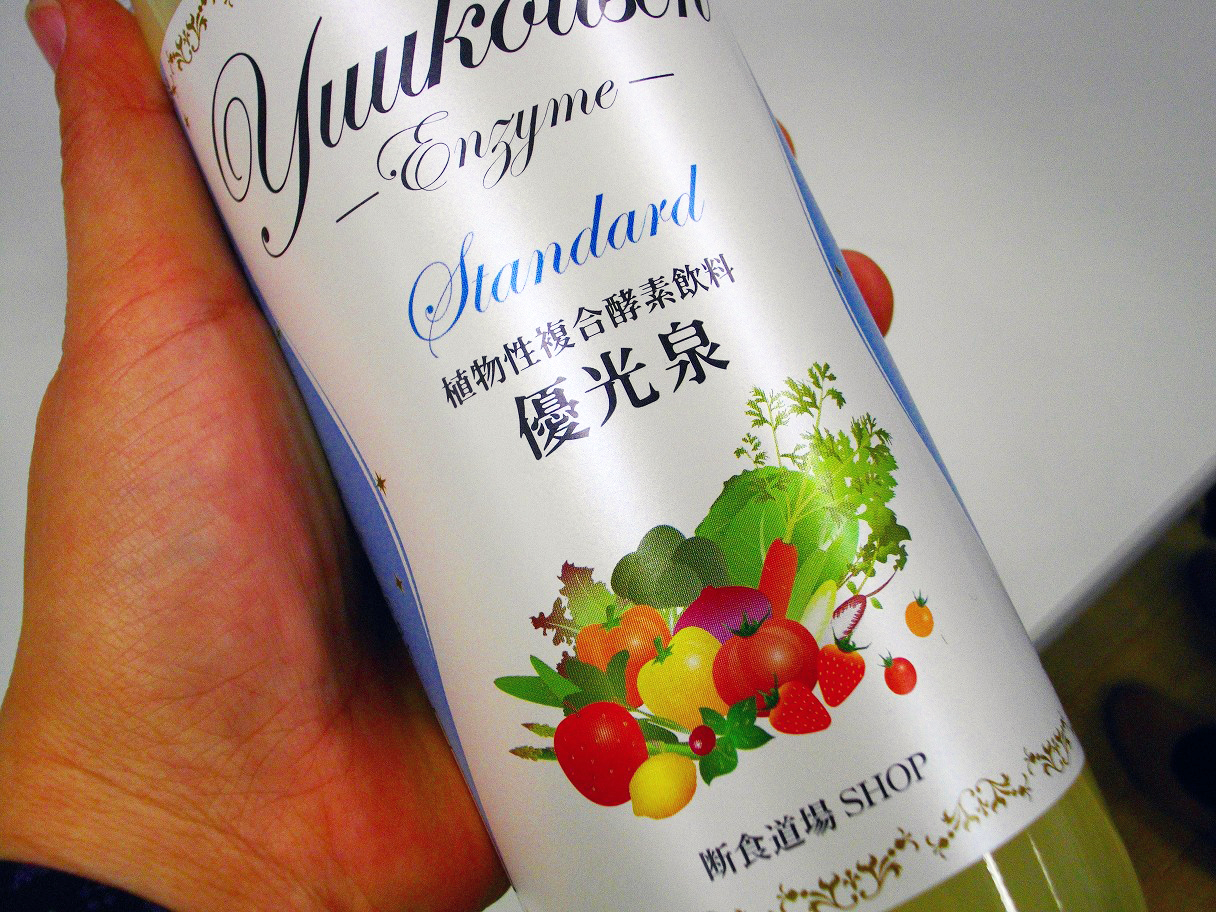 Yuukousen
— Enzyme —
Standard
植物性複合酵素飲料
優光泉
断食道場 SHOP